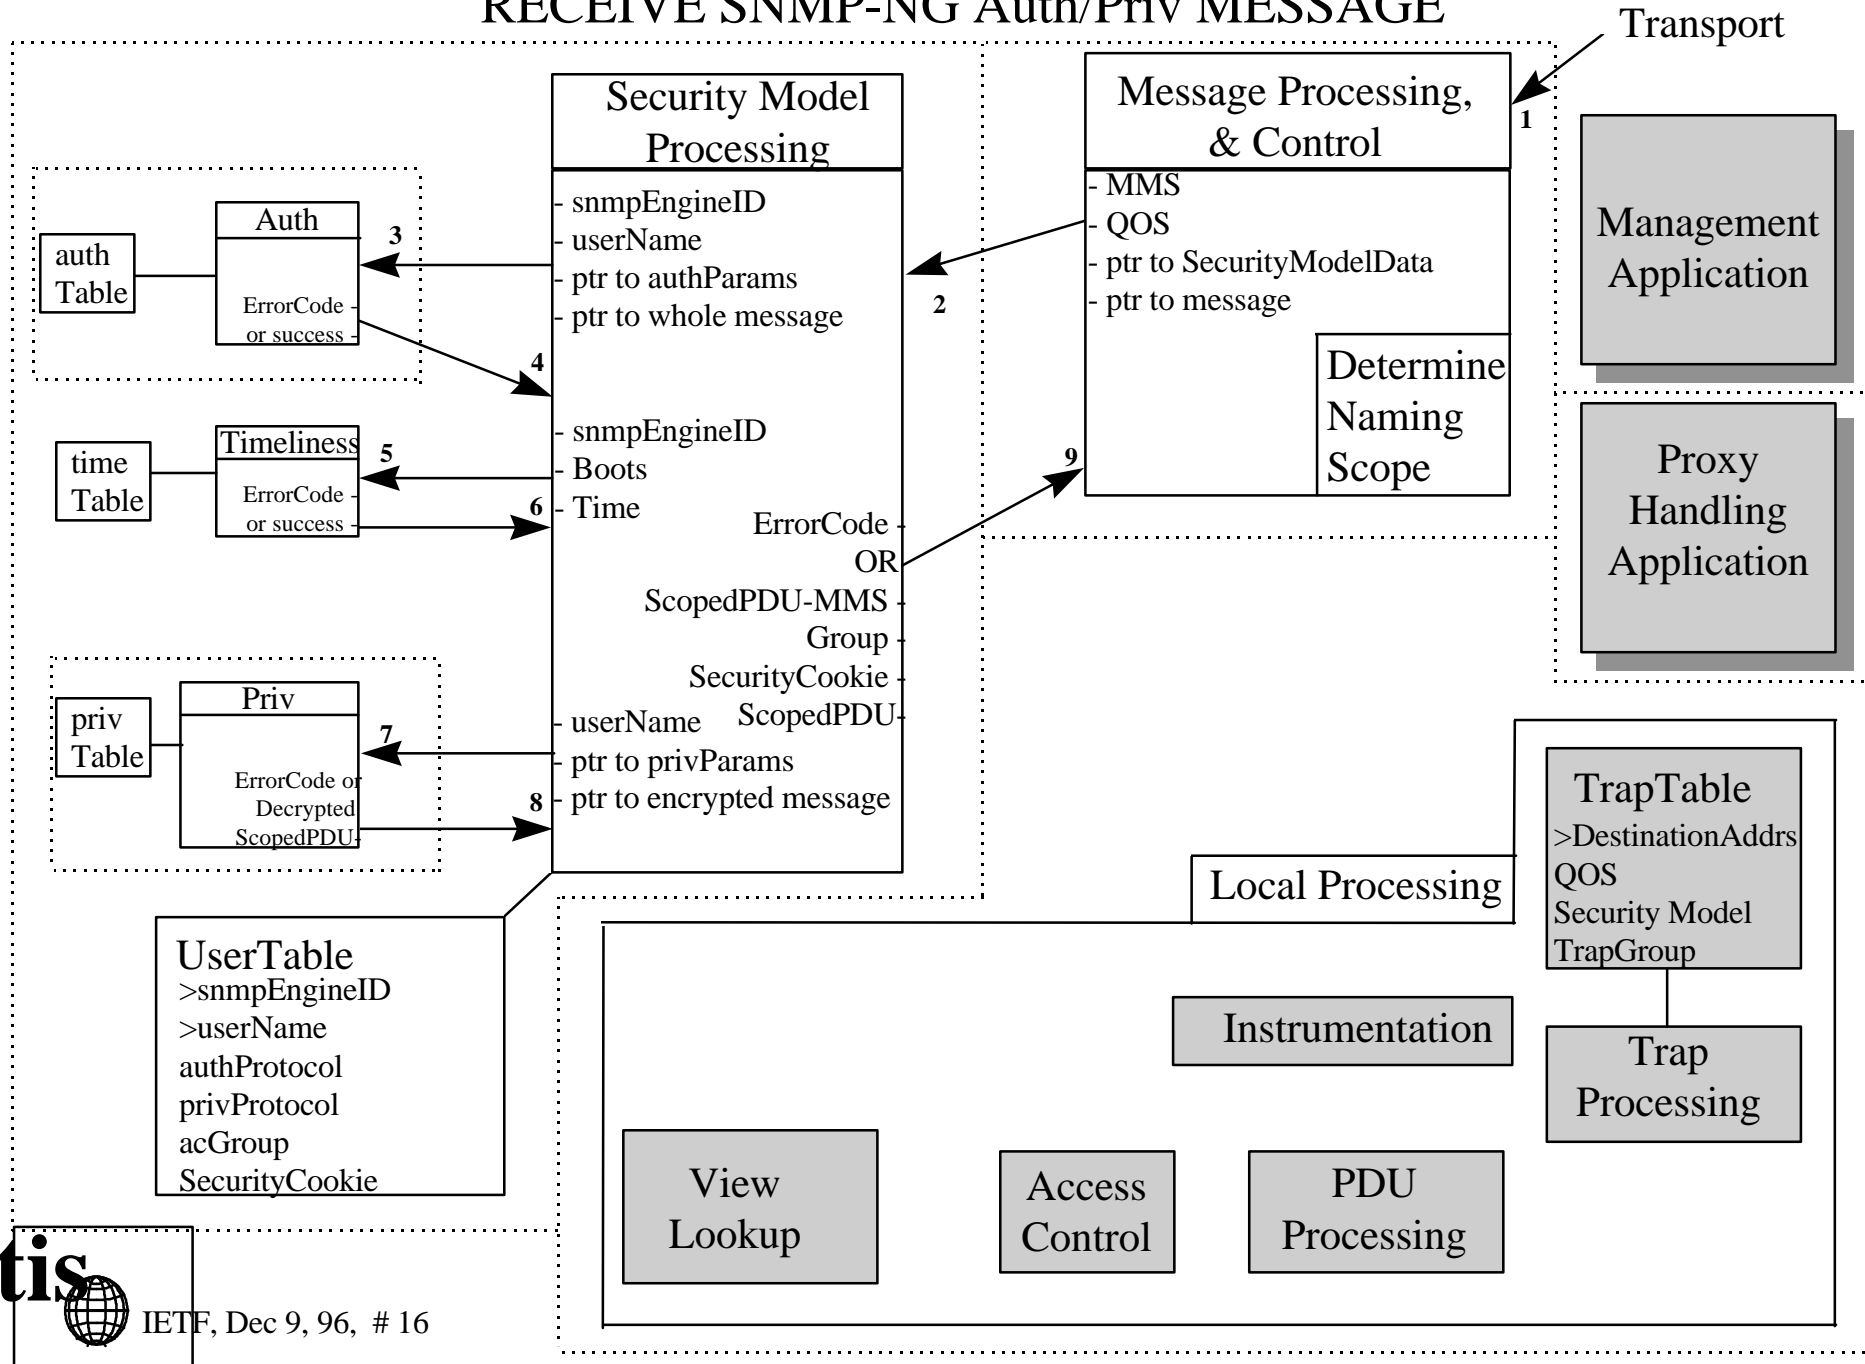 RECEIVE SNMP-NG Auth/Priv MESSAGE
Transport
1
Security Model
Processing
- snmpEngineID
- userName
- ptr to authParams
- ptr to whole message
- snmpEngineID
- Boots
- Time
ErrorCode -
OR
ScopedPDU-MMS -
Group -
SecurityCookie -
ScopedPDU-
- userName
- ptr to privParams
- ptr to encrypted message
Message Processing,
& Control
- MMS
- QOS
- ptr to SecurityModelData
- ptr to message
Determine
Naming
Scope
2
9
auth
Table
Auth
ErrorCode -
or success -
3
4
time
Table
Timeliness
ErrorCode -
or success -
5
6
priv
Table
Priv
ErrorCode or
Decrypted
ScopedPDU-
7
8
UserTable
>snmpEngineID
>userName
authProtocol
privProtocol
acGroup
SecurityCookie
Management
Application
Proxy
Handling
Application
Local Processing
TrapTable
>DestinationAddrs
QOS
Security Model
TrapGroup
Instrumentation
Trap
Processing
View
Lookup
Access
Control
PDU
Processing
tis
IETF, Dec 9, 96, # 16